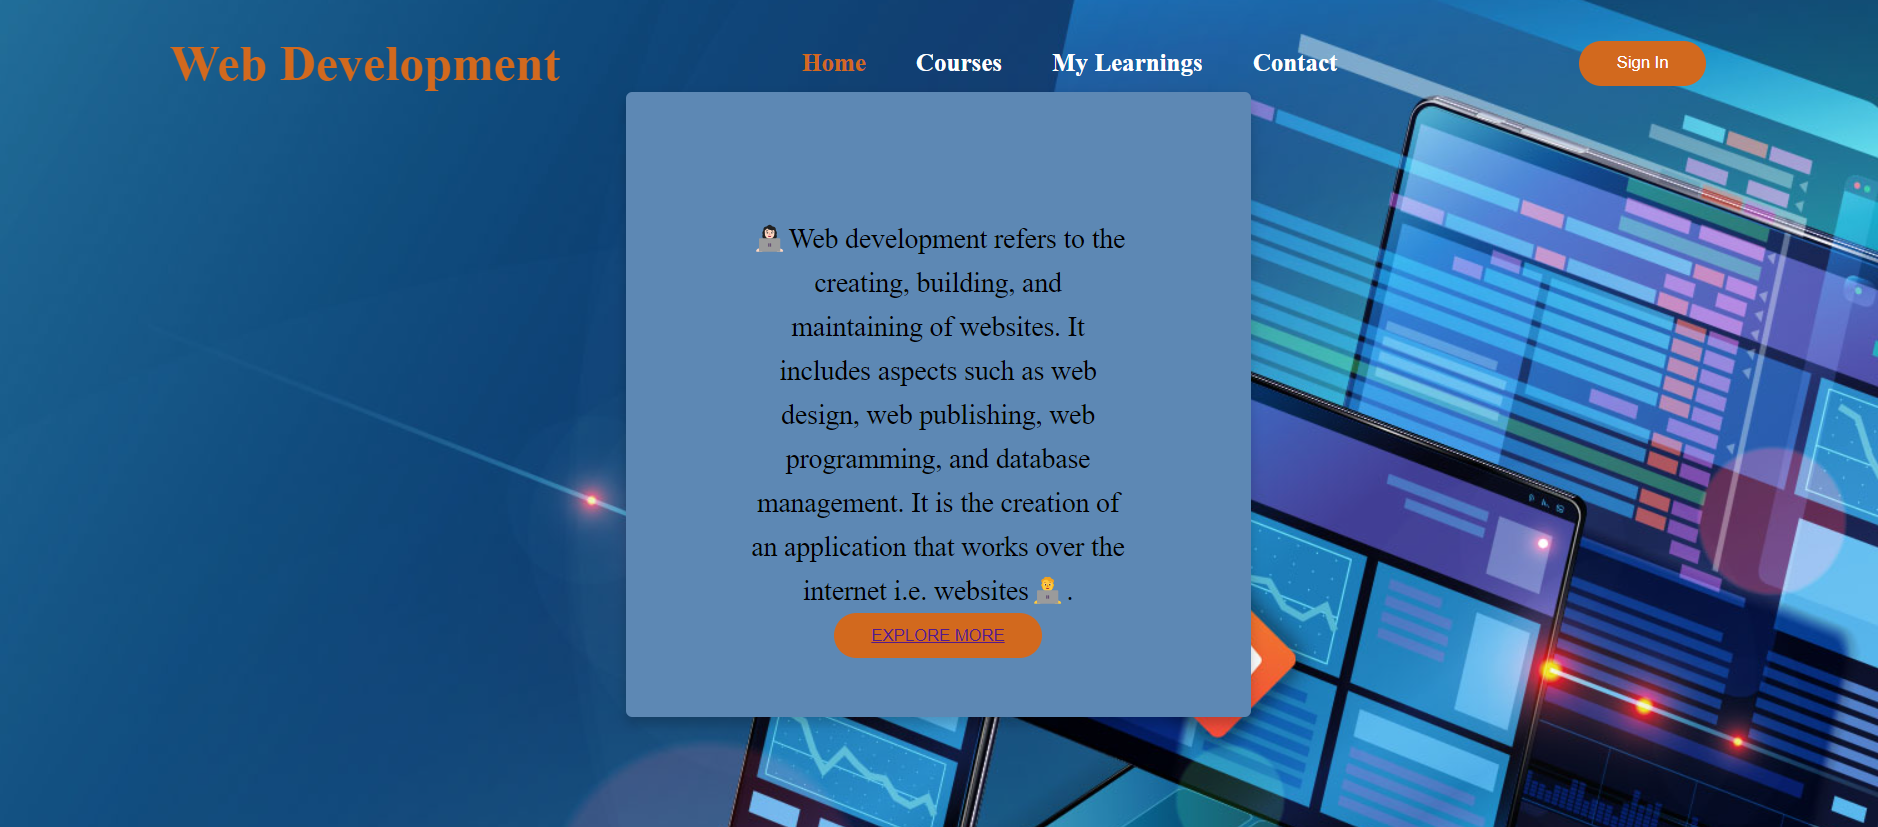 Web Development
Home Courses My Learnings Contact
Sign In
👩🏻‍💻Web development refers to the
creating, building, and
maintaining of websites. It
includes aspects such as web
design, web publishing, web
programming, and database
management. It is the creation of
an application that works over the
internet i.e. websites👨‍💻.
EXPLORE MORE